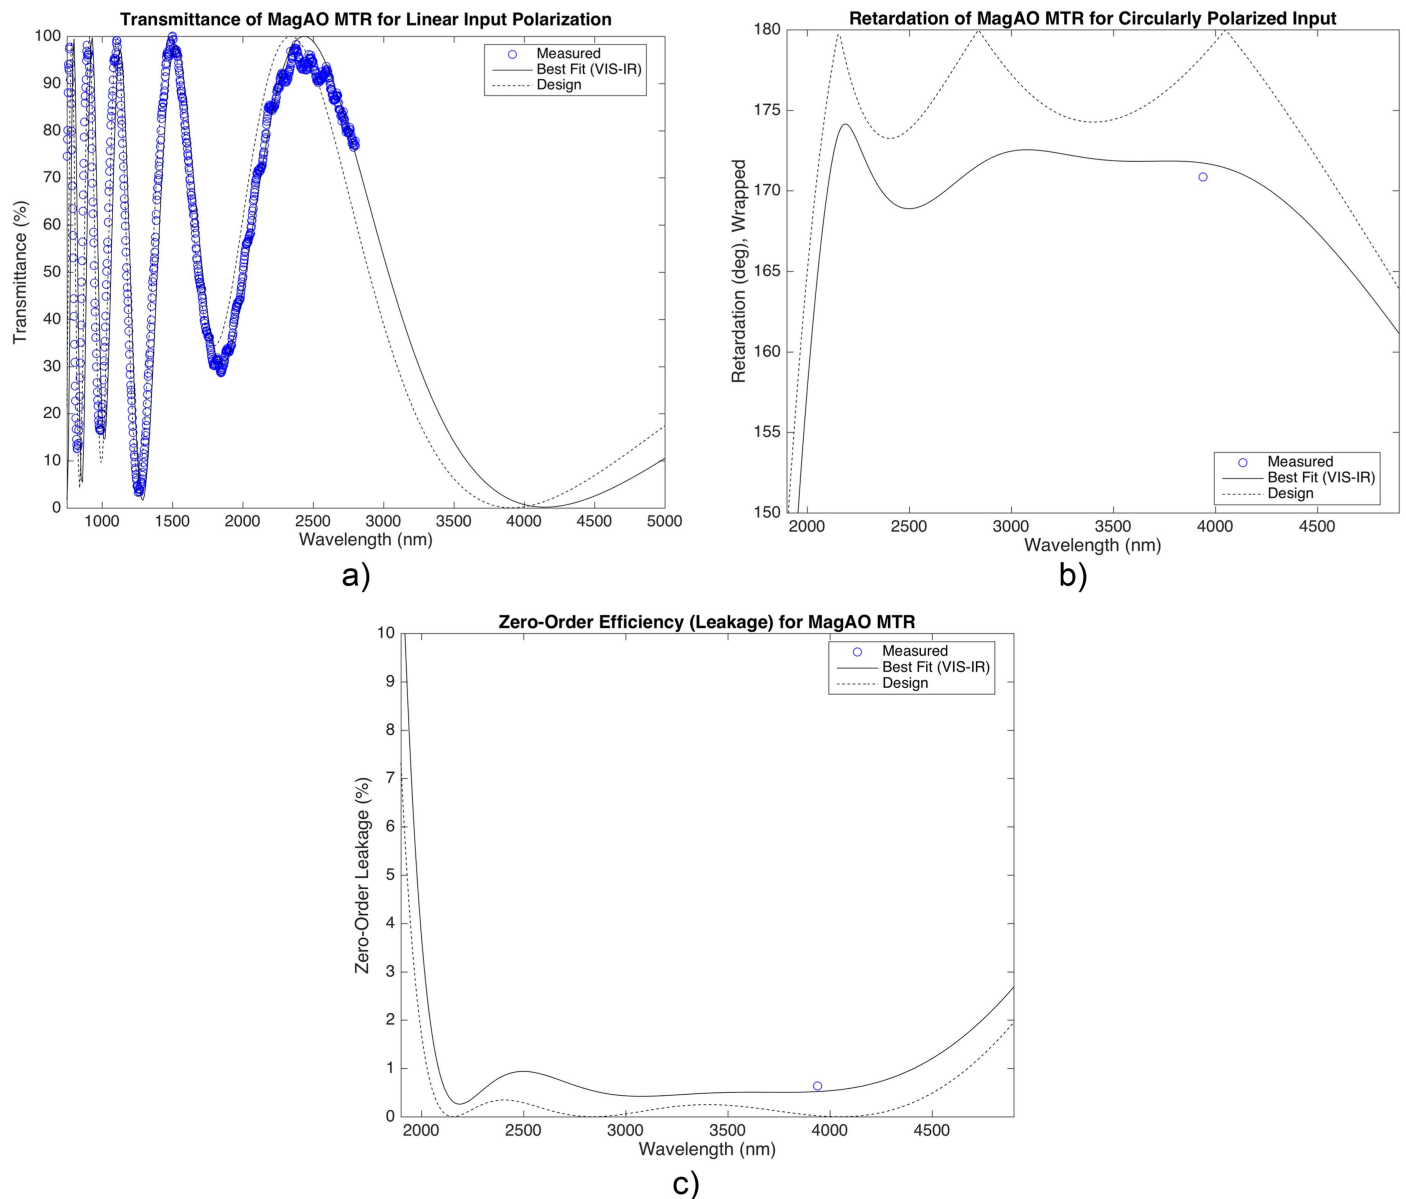 Transmittance of MagAO MTR for Linear Input Polarization
100
90
80
70
60
50
40
30
20
10
0
Transmittance (%)
Measured
Best Fit (VIS-IR)
Design
1000 1500 2000 2500 3000 3500 4000 4500 5000
Wavelength (nm)
a)
Retardation of MagAO MTR for Circularly Polarized Input
180
175
170
165
160
155
150
Retardation (deg), Wrapped
Measured
Best Fit (VIS-IR)
Design
2000 2500 3000 3500 4000 4500
Wavelength (nm)
b)
Zero-Order Efficiency (Leakage) for MagAO MTR
10
9
8
7
6
5
4
3
2
1
0
Zero-Order Leakage (%)
Measured
Best Fit (VIS-IR)
Design
2000 2500 3000 3500 4000 4500
Wavelength (nm)
c)